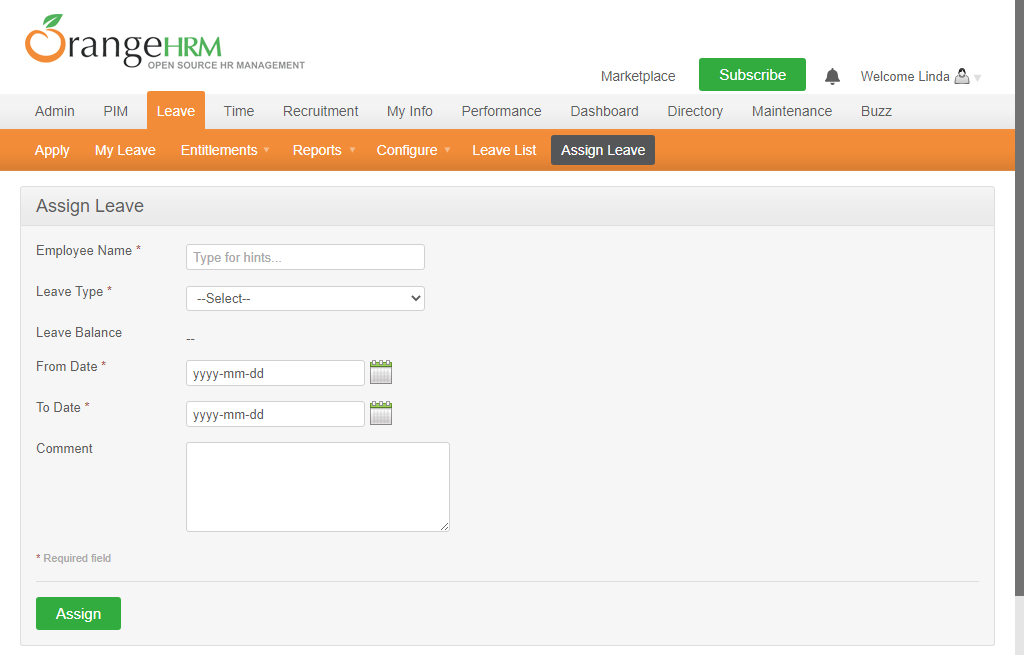 OrangeHRM
OPEN SOURCE HR MANAGEMENT
Marketplace Subscribe Welcome Linda
Admin PIM Leave Time Recruitment My Info Performance Dashboard Directory Maintenance Buzz
Apply My Leave Entitlements Reports Configure Leave List Assign Leave
Assign Leave
Employee Name * Type for hints...
Leave Type * --Select--
Leave Balance --
From Date * yyyy-mm-dd
To Date * yyyy-mm-dd
Comment
* Required field
Assign